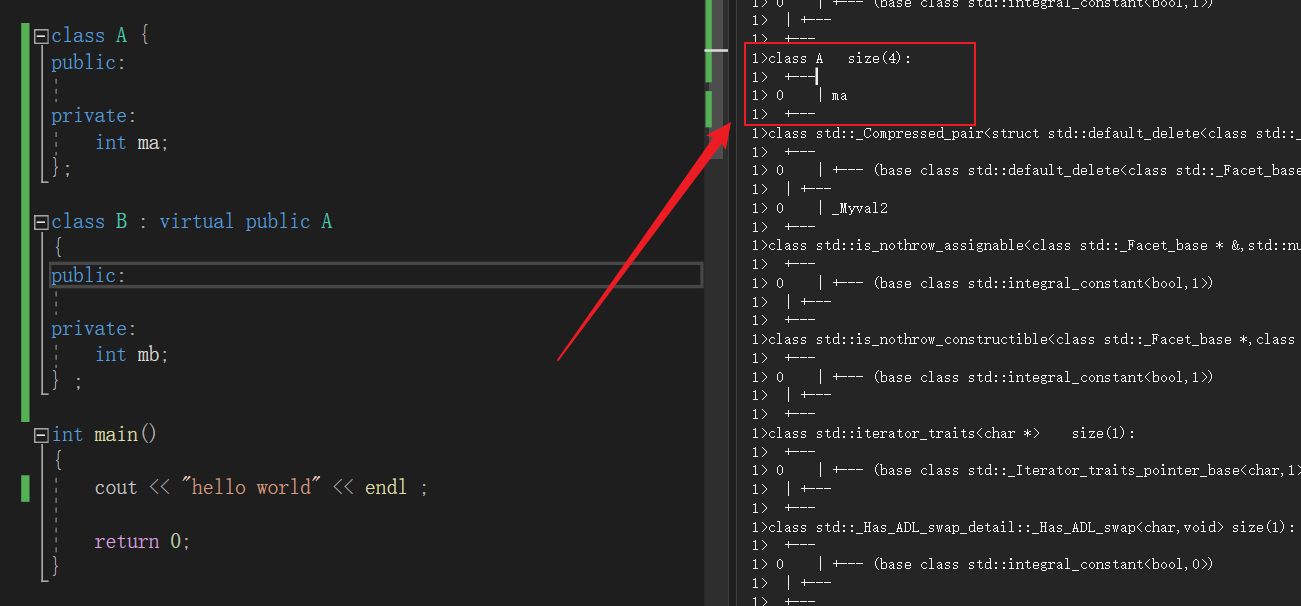 class A {
public:
private:
int ma;
};
class B : virtual public A
{
public:
private:
int mb;
} ;
int main()
{
cout << "hello world" << endl ;
return 0;
}
1> 0 | +--- (base class std::integral_constant<bool,1>)
1> | +---
1> +---
1>class A size(4):
1> +---
1> 0 | ma
1> +---
1>class std::_Compressed_pair<struct std::default_delete<class std::_
1> +---
1> 0 | +--- (base class std::default_delete<class std::_Facet_base
1> | +---
1> 0 | _Myval2
1> +---
1>class std::is_nothrow_assignable<class std::_Facet_base * &,std::nu
1> +---
1> 0 | +--- (base class std::integral_constant<bool,1>)
1> | +---
1> +---
1>class std::is_nothrow_constructible<class std::_Facet_base *,class
1> +---
1> 0 | +--- (base class std::integral_constant<bool,1>)
1> | +---
1> +---
1>class std::iterator_traits<char *> size(1):
1> +---
1> 0 | +--- (base class std::_Iterator_traits_pointer_base<char,1>
1> | +---
1> +---
1>class std::_Has_ADL_swap_detail::_Has_ADL_swap<char,void> size(1):
1> +---
1> 0 | +--- (base class std::integral_constant<bool,0>)
1> | +---
1> +---